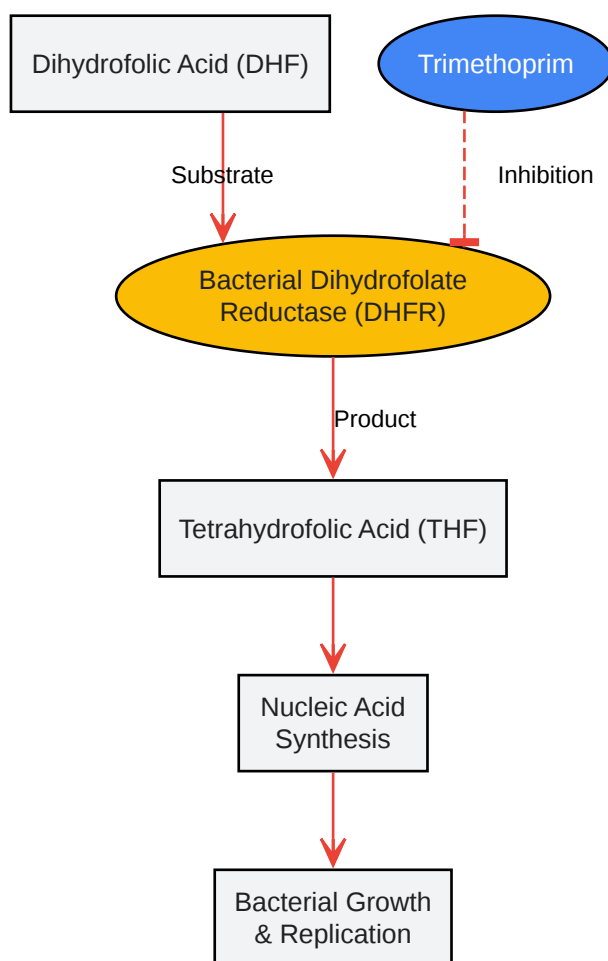 Dihydrofolic Acid (DHF)
Trimethoprim
Substrate
Inhibition
Bacterial Dihydrofolate
Reductase (DHFR)
Product
Tetrahydrofolic Acid (THF)
Nucleic Acid
Synthesis
Bacterial Growth
& Replication